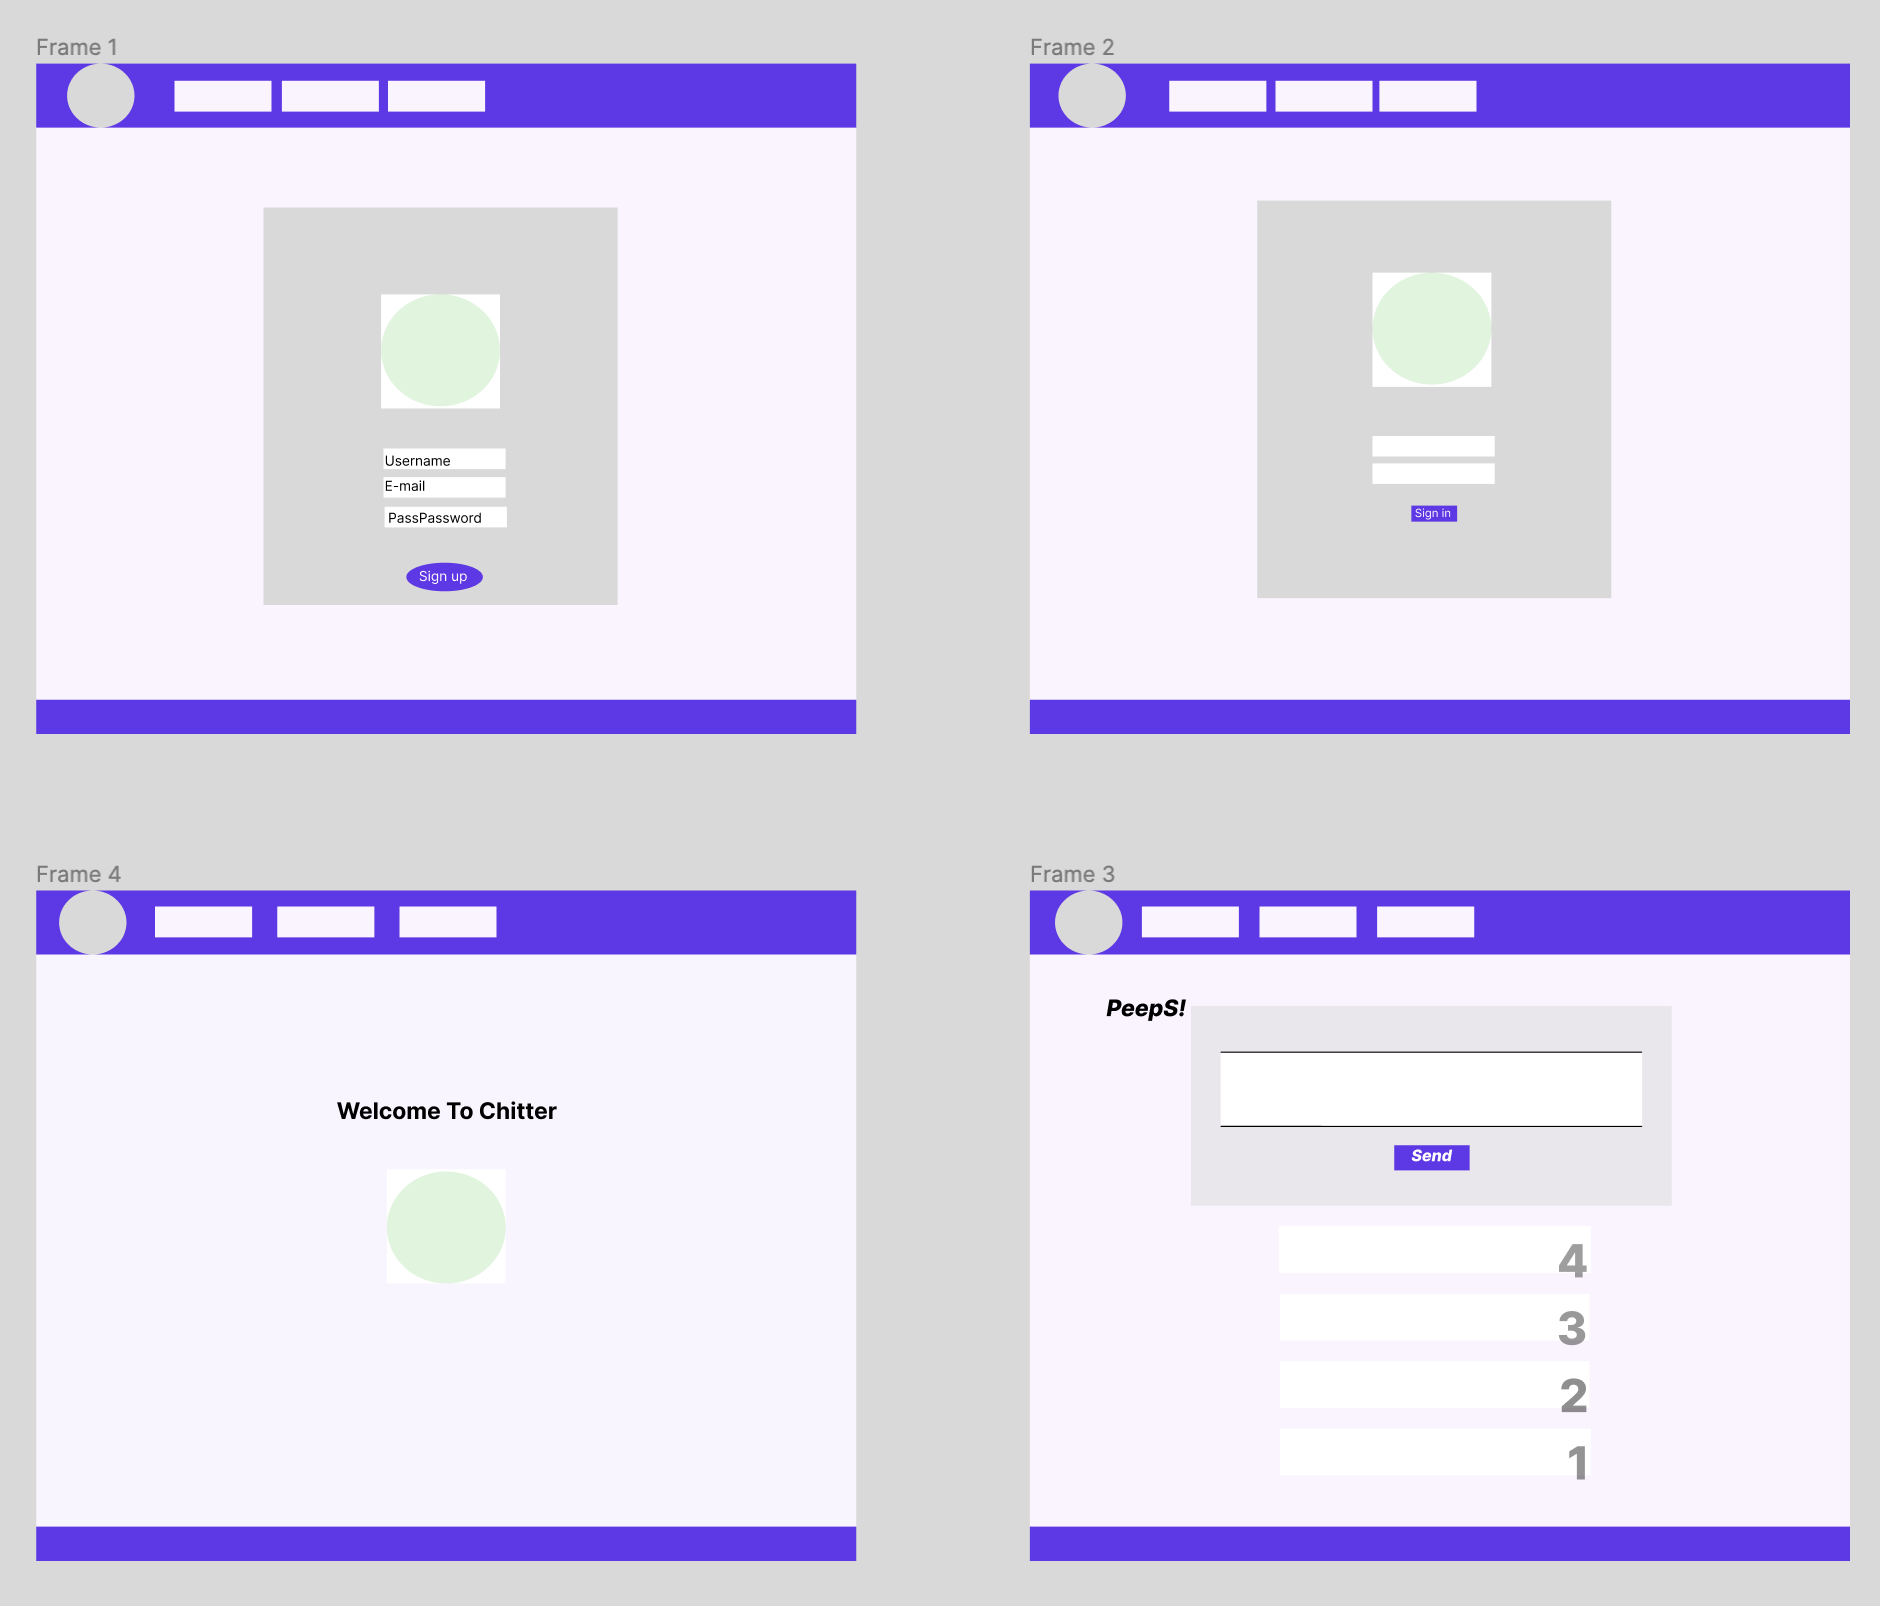 Frame 1
Username
E-mail
PassPassword
Sign up
Frame 2
Sign in
Frame 4
Welcome To Chitter
Frame 3
PeepS!
Send
4
3
2
1